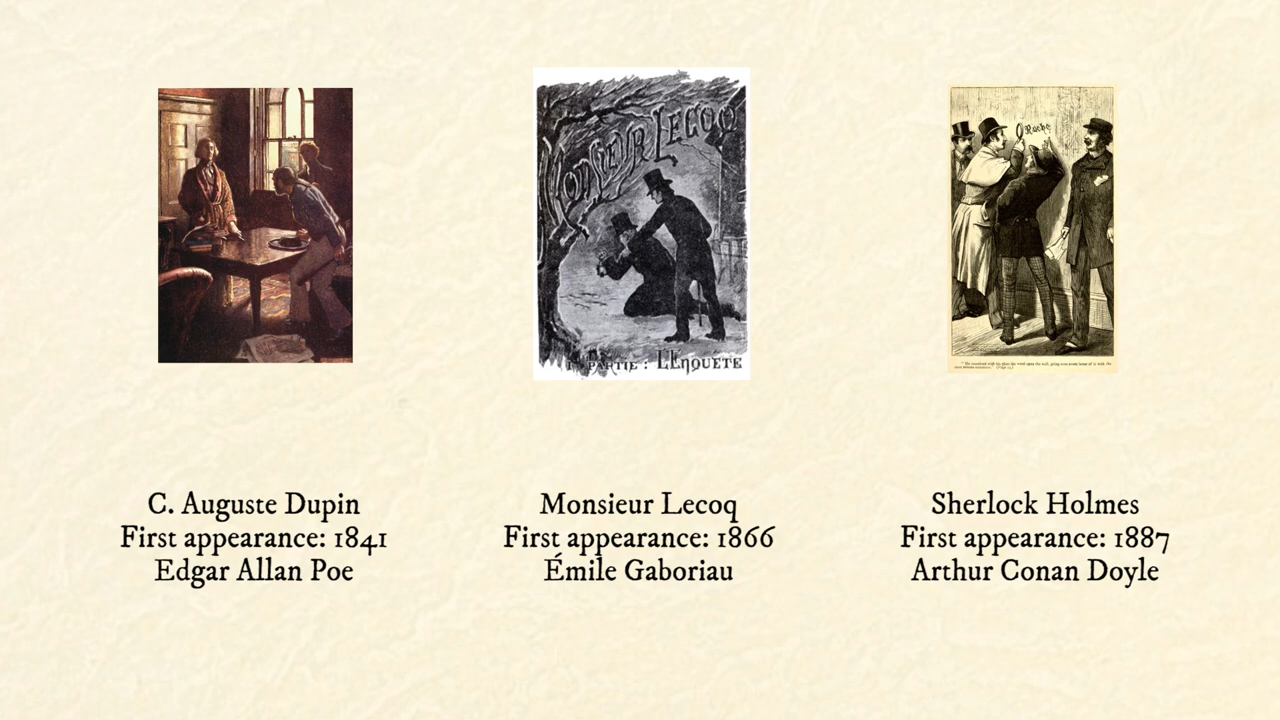 MONSIEUR LECOQ
PARTIE : L'ENQUÊTE
Rache
C. Auguste Dupin
First appearance: 1841
Edgar Allan Poe
Monsieur Lecoq
First appearance: 1866
Émile Gaboriau
Sherlock Holmes
First appearance: 1887
Arthur Conan Doyle